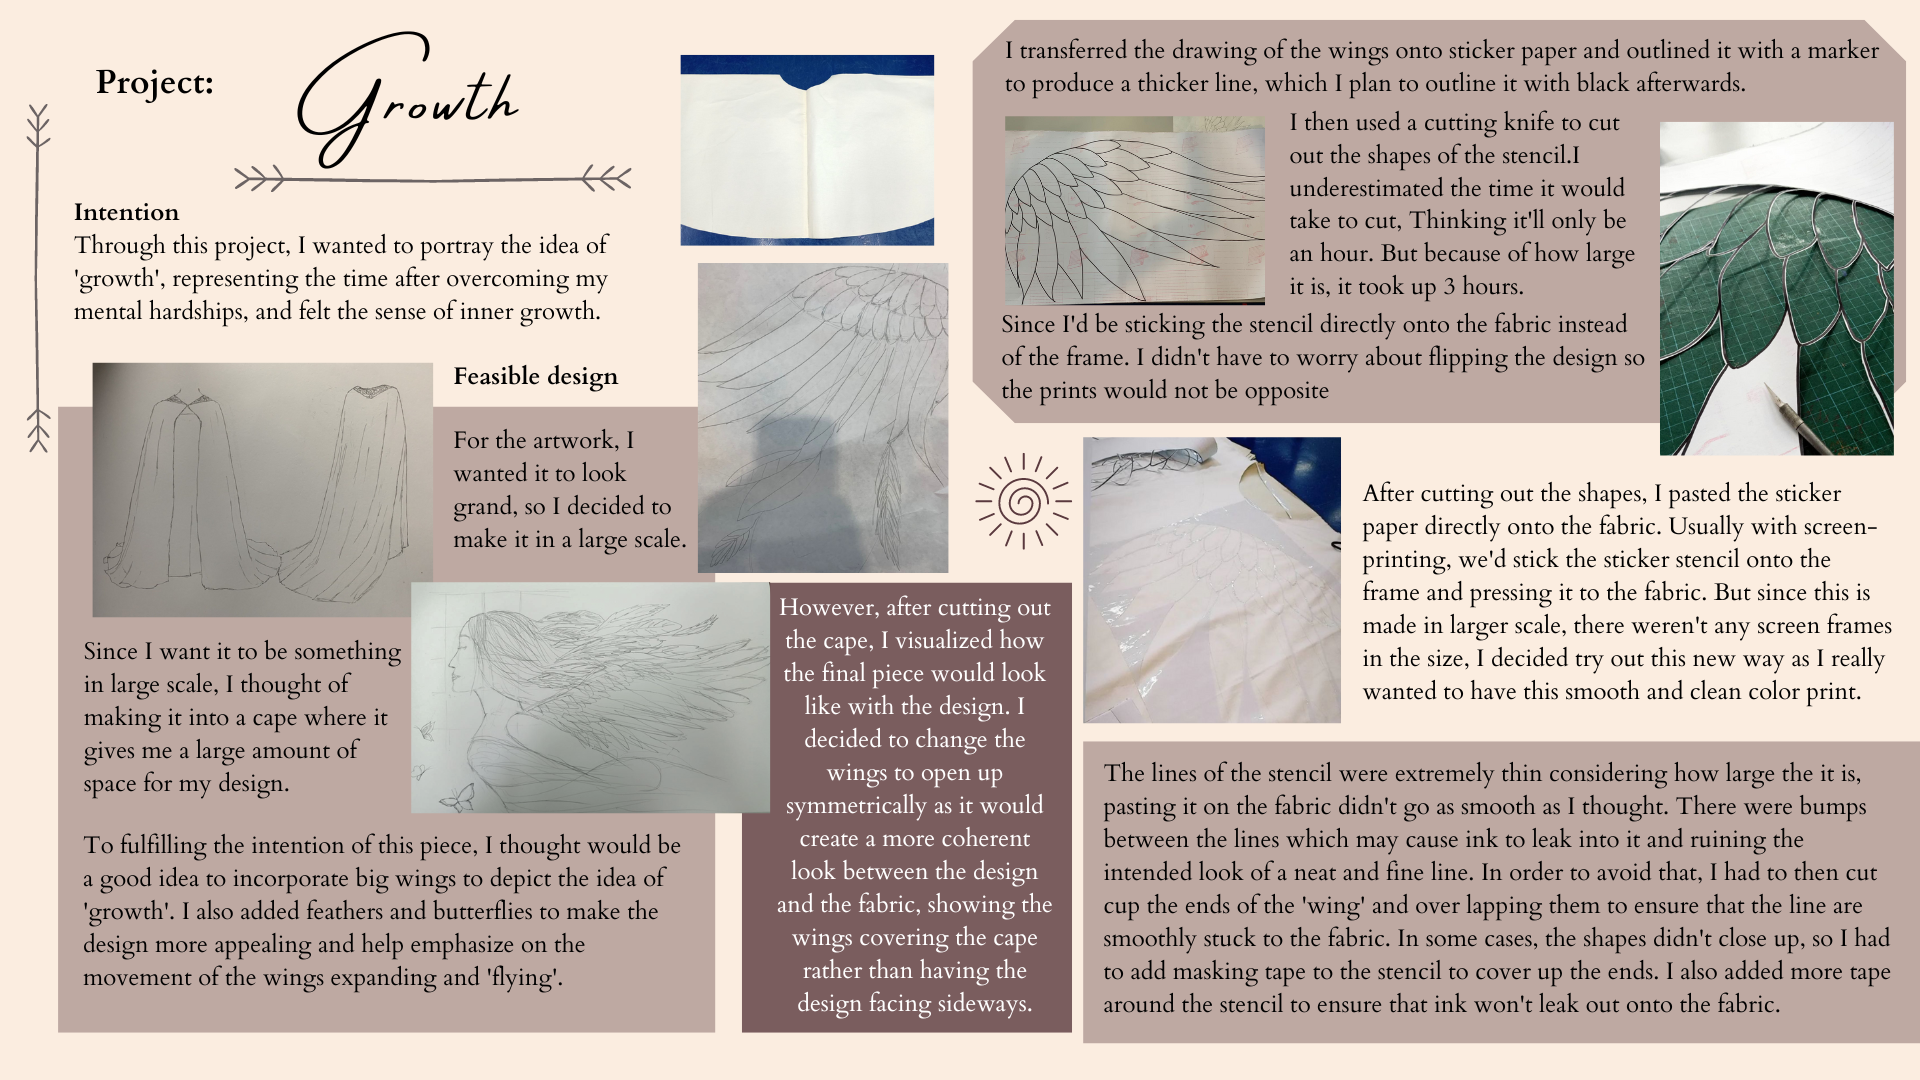 Project:
Growth
Intention
Through this project, I wanted to portray the idea of
'growth', representing the time after overcoming my
mental hardships, and felt the sense of inner growth.
Feasible design
For the artwork, I
wanted it to look
grand, so I decided to
make it in a large scale.
Since I want it to be something
in large scale, I thought of
making it into a cape where it
gives me a large amount of
space for my design.
To fulfilling the intention of this piece, I thought would be
a good idea to incorporate big wings to depict the idea of
'growth'. I also added feathers and butterflies to make the
design more appealing and help emphasize on the
movement of the wings expanding and 'flying'.
However, after cutting out
the cape, I visualized how
the final piece would look
like with the design. I
decided to change the
wings to open up
symmetrically as it would
create a more coherent
look between the design
and the fabric, showing the
wings covering the cape
rather than having the
design facing sideways.
I transferred the drawing of the wings onto sticker paper and outlined it with a marker
to produce a thicker line, which I plan to outline it with black afterwards.
I then used a cutting knife to cut
out the shapes of the stencil.I
underestimated the time it would
take to cut, Thinking it'll only be
an hour. But because of how large
it is, it took up 3 hours.
Since I'd be sticking the stencil directly onto the fabric instead
of the frame. I didn't have to worry about flipping the design so
the prints would not be opposite
After cutting out the shapes, I pasted the sticker
paper directly onto the fabric. Usually with screen-
printing, we'd stick the sticker stencil onto the
frame and pressing it to the fabric. But since this is
made in larger scale, there weren't any screen frames
in the size, I decided try out this new way as I really
wanted to have this smooth and clean color print.
The lines of the stencil were extremely thin considering how large the it is,
pasting it on the fabric didn't go as smooth as I thought. There were bumps
between the lines which may cause ink to leak into it and ruining the
intended look of a neat and fine line. In order to avoid that, I had to then cut
cup the ends of the 'wing' and over lapping them to ensure that the line are
smoothly stuck to the fabric. In some cases, the shapes didn't close up, so I had
to add masking tape to the stencil to cover up the ends. I also added more tape
around the stencil to ensure that ink won't leak out onto the fabric.